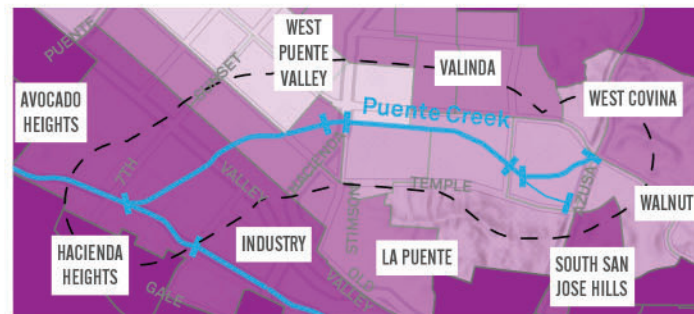 PUENTE
SUNSET
WEST
PUENTE
VALLEY
VALINDA
WEST COVINA
AVOCADO
HEIGHTS
Puente Creek
7TH
VALLEY
TEMPLE
AZUSA
WALNUT
STIMSON
HACIENDA
HEIGHTS
INDUSTRY
LA PUENTE
SOUTH SAN
JOSE HILLS
GALE
OLD
VALLEY